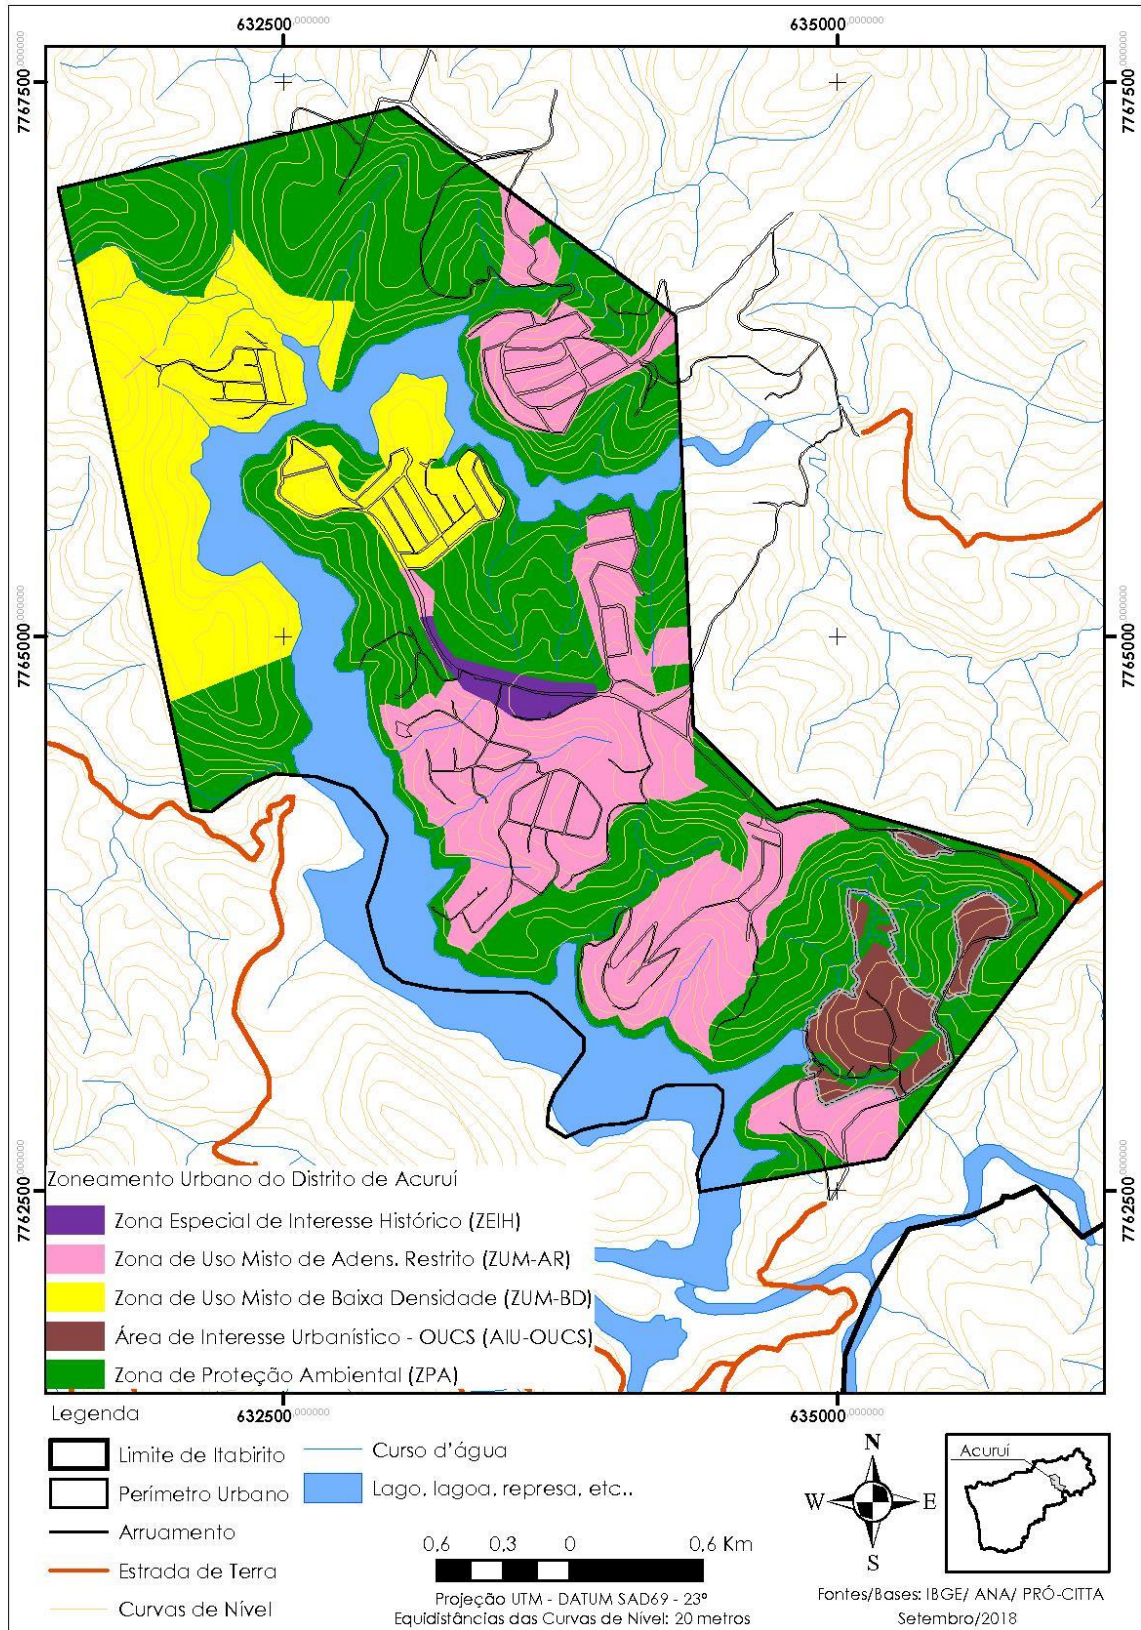 632500,000000
635000,000000
7767500,000000
7767500,000000
7765000,000000
7765000,000000
7762500,000000
7762500,000000
Zoneamento Urbano do Distrito de Acuruí
Zona Especial de Interesse Histórico (ZEIH)
Zona de Uso Misto de Adens. Restrito (ZUM-AR)
Zona de Uso Misto de Baixa Densidade (ZUM-BD)
Área de Interesse Urbanístico - OUCS (AIU-OUCS)
Zona de Proteção Ambiental (ZPA)
632500,000000
635000,000000
Legenda
Limite de Itabirito
Perímetro Urbano
Arruamento
Estrada de Terra
Curvas de Nível
Curso d'água
Lago, lagoa, represa, etc..
0,6 0,3 0 0,6 Km
Projeção UTM - DATUM SAD69 - 23º
Equidistâncias das Curvas de Nível: 20 metros
N
W E
S
Acuruí
Fontes/Bases: IBGE/ ANA/ PRÓ-CITTA
Setembro/2018